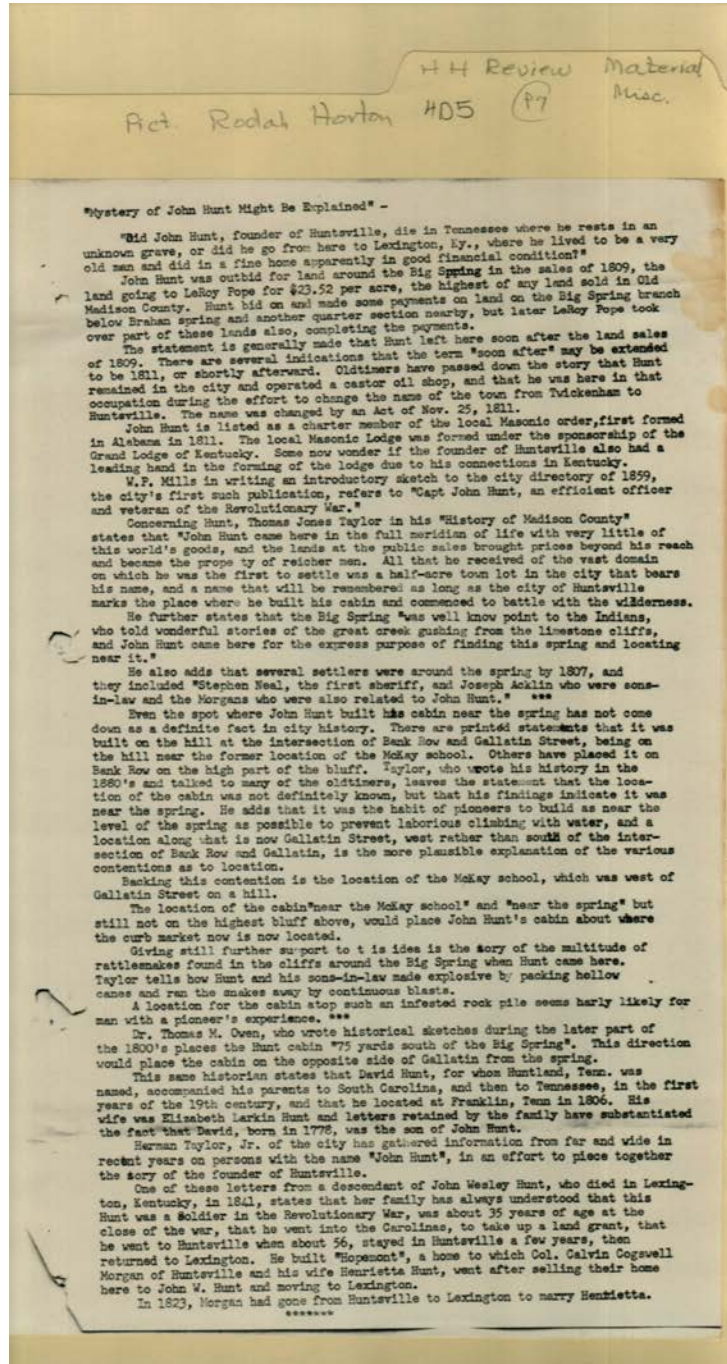 H H Review Material
Pict. Rodah Horton 4D5 P7 Misc.
"Mystery of John Hunt Might Be Explained" -
"Did John Hunt, founder of Huntsville, die in Tennessee where he rests in an
unknown grave, or did he go from here to Lexington, Ky., where he lived to be a very
old man and did in a fine home apparently in good financial condition?"
John Hunt was outbid for land around the Big Spring in the sales of 1809, the
land going to LeRoy Pope for $23.52 per acre, the highest of any land sold in Old
Madison County. Hunt bid on and made some payments on land on the Big Spring branch
below Brahan spring and another quarter section nearby, but later LeRoy Pope took
over part of these lands also, completing the payments.
The statement is generally made that Hunt left here soon after the land sales
of 1809. There are several indications that the term "soon after" may be extended
to be 1811, or shortly afterward. Oldtimers have passed down the story that Hunt
remained in the city and operated a castor oil shop, and that he was here in that
occupation during the effort to change the name of the town from Twickenham to
Huntsville. The name was changed by an Act of Nov. 25, 1811.
John Hunt is listed as a charter member of the local Masonic order,first formed
in Alabama in 1811. The local Masonic Lodge was formed under the sponsorship of the
Grand Lodge of Kentucky. Some now wonder if the founder of Huntsville also had a
leading hand in the forming of the lodge due to his connections in Kentucky.
W.P. Mills in writing an introductory sketch to the city directory of 1859,
the city's first such publication, refers to "Capt John Hunt, an efficient officer
and veteran of the Revolutionary War."
Concerning Hunt, Thomas Jones Taylor in his "History of Madison County"
states that "John Hunt came here in the full meridian of life with very little of
this world's goods, and the lands at the public sales brought prices beyond his reach
and became the prope ty of reicher men. All that he received of the vast domain
on which he was the first to settle was a half-acre town lot in the city that bears
his name, and a name that will be remembered as long as the city of Huntsville
marks the place where he built his cabin and commenced to battle with the wilderness.
He further states that the Big Spring "was well know point to the Indians,
who told wonderful stories of the great creek gushing from the limestone cliffs,
and John Hunt came here for the express purpose of finding this spring and locating
near it."
He also adds that several settlers were around the spring by 1807, and
they included "Stephen Neal, the first sheriff, and Joseph Acklin who were sons-
in-law and the Morgans who were also related to John Hunt." ***
Even the spot where John Hunt built his cabin near the spring has not come
down as a definite fact in city history. There are printed statements that it was
built on the hill at the intersection of Bank Row and Gallatin Street, being on
the hill near the former location of the McKay school. Others have placed it on
Bank Row on the high part of the bluff. Taylor, who wrote his history in the
1880's and talked to many of the oldtimers, leaves the statement that the loca-
tion of the cabin was not definitely known, but that his findings indicate it was
near the spring. He adds that it was the habit of pioneers to build as near the
level of the spring as possible to prevent laborious climbing with water, and a
location along what is now Gallatin Street, west rather than south of the inter-
section of Bank Row and Gallatin, is the more plausible explanation of the various
contentions as to location.
Backing this contention is the location of the McKay school, which was west of
Gallatin Street on a hill.
The location of the cabin"near the McKay school" and "near the spring" but
still not on the highest bluff above, would place John Hunt's cabin about where
the curb market now is now located.
Giving still further su port to t is idea is the sory of the multitude of
rattlesnakes found in the cliffs around the Big Spring when Hunt came here.
Taylor tells how Hunt and his sons-in-law made explosive by packing hollow
canes and ran the snakes away by continuous blasts.
A location for the cabin atop such an infested rock pile seems harly likely for
man with a pioneer's experience. ***
Dr. Thomas M. Owen, who wrote historical sketches during the later part of
the 1800's places the Hunt cabin "75 yards south of the Big Spring". This direction
would place the cabin on the opposite side of Gallatin from the spring.
This same historian states that David Hunt, for whom Huntland, Tenn. was
named, accompanied his parents to South Carolina, and then to Tennessee, in the first
years of the 19th century, and that he located at Franklin, Tenn in 1806. His
wife was Elizabeth Larkin Hunt and letters retained by the family have substantiated
the fact that David, born in 1778, was the son of John Hunt.
Herman Taylor, Jr. of the city has gathered information from far and wide in
recent years on persons with the name "John Hunt", in an effort to piece together
the sory of the founder of Huntsville.
One of these letters from a descendant of John Wesley Hunt, who died in Lexing-
ton, Kentucky, in 1841, states that her family has always understood that this
Hunt was a Soldier in the Revolutionary War, was about 35 years of age at the
close of the war, that he went into the Carolinas, to take up a land grant, that
he went to Huntsville when about 56, stayed in Huntsville a few years, then
returned to Lexington. He built "Hopemont", a home to which Col. Calvin Cogswell
Morgan of Huntsville and his wife Henrietta Hunt, went after selling their home
here to John W. Hunt and moving to Lexington.
In 1823, Morgan had gone from Huntsville to Lexington to marry Henrietta.
*******